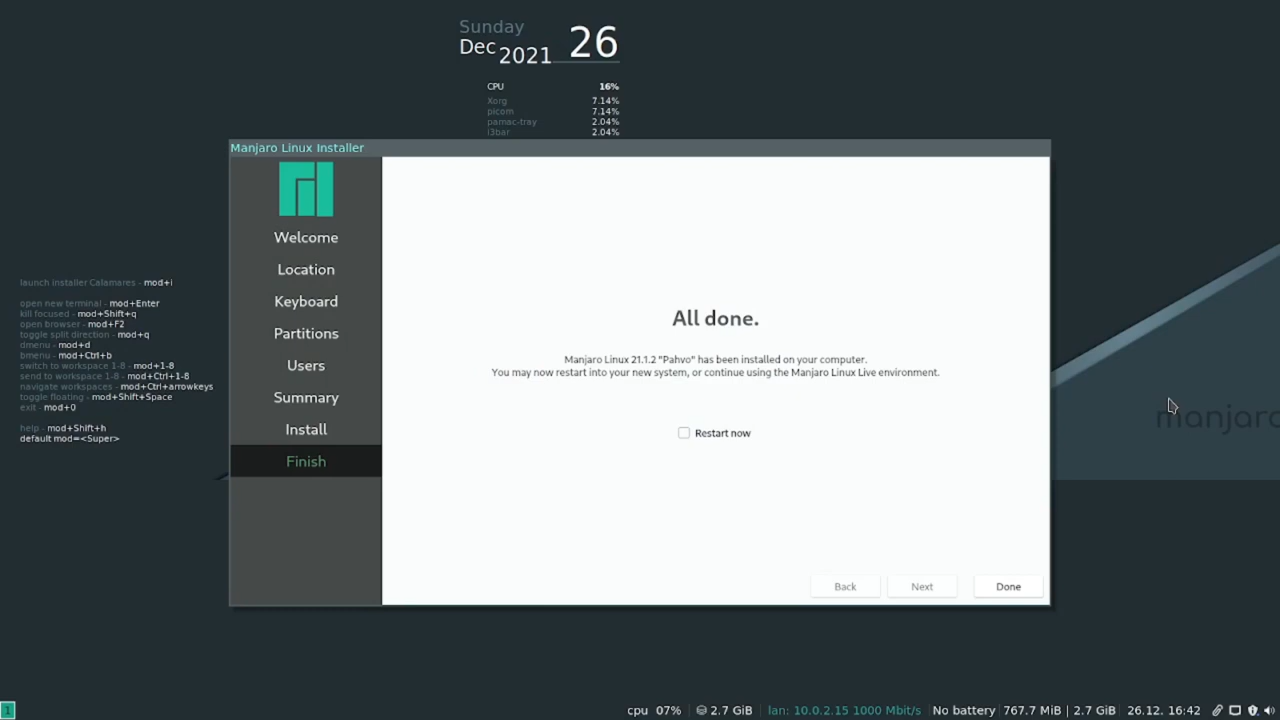 Sunday
Dec 2021 26
CPU 16%
Xorg 7.14%
picom 7.14%
pamac-tray 2.04%
i3bar 2.04%
Manjaro Linux Installer
Welcome
Location
Keyboard
Partitions
Users
Summary
Install
Finish
All done.
Manjaro Linux 21.1.2 "Pahvo" has been installed on your computer.
You may now restart into your new system, or continue using the Manjaro Linux Live environment.
Restart now
Back
Next
Done
launch installer Calamares - mod+i
open new terminal - mod+Enter
kill focused - mod+Shift+q
open browser - mod+F2
toggle split direction - mod+q
dmenu - mod+d
bmenu - mod+Ctrl+b
switch to workspace 1-8 - mod+1-8
send to workspace 1-8 - mod+Ctrl+1-8
navigate workspaces - mod+Ctrl+arrowkeys
toggle floating - mod+Shift+Space
exit - mod+0
help - mod+Shift+h
default mod=<Super>
manjaro
1
cpu 07% 2.7 GiB lan: 10.0.2.15 1000 Mbit/s No battery 767.7 MiB | 2.7 GiB 26.12. 16:42